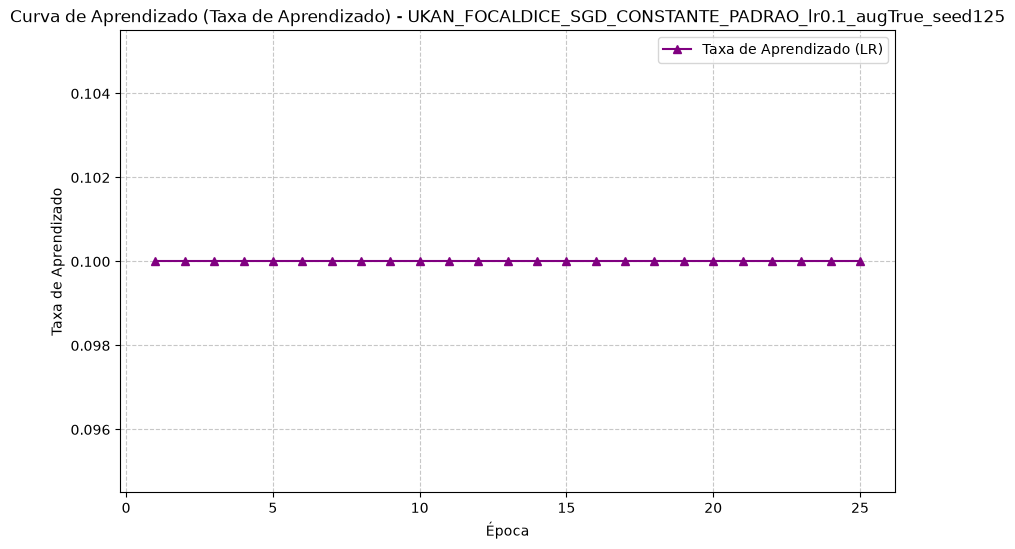 Curva de Aprendizado (Taxa de Aprendizado) - UKAN_FOCALDICE_SGD_CONSTANTE_PADRAO_lr0.1_augTrue_seed125
Taxa de Aprendizado (LR)
0.104
0.102
0.100
0.098
0.096
Taxa de Aprendizado
0
5
10
15
20
25
Época